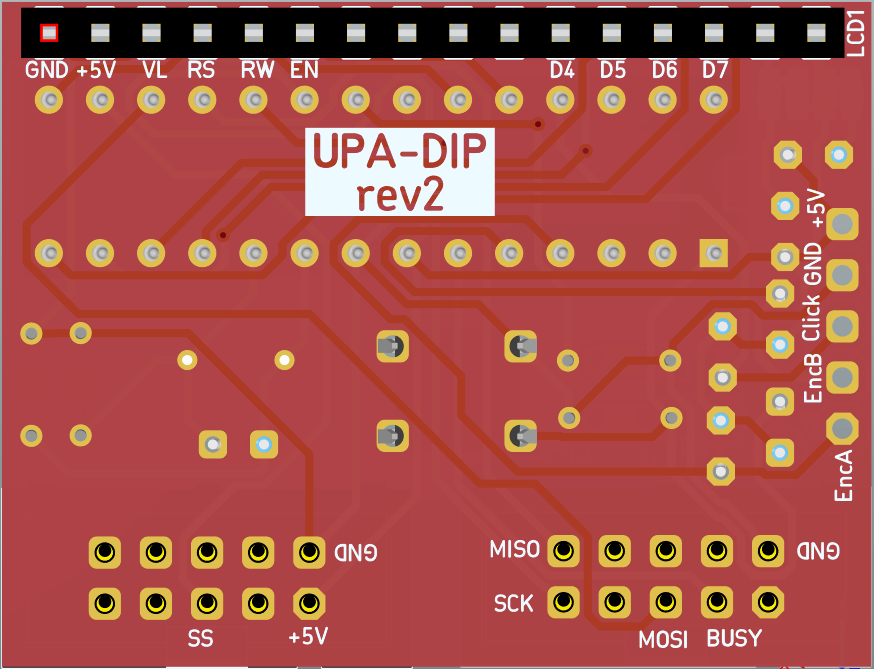 LCD1
GND +5V VL RS RW EN D4 D5 D6 D7
UPA-DIP
rev2
+5V
GND
Click
EncB
EncA
GND
MISO
GND
SCK
SS
+5V
MOSI
BUSY